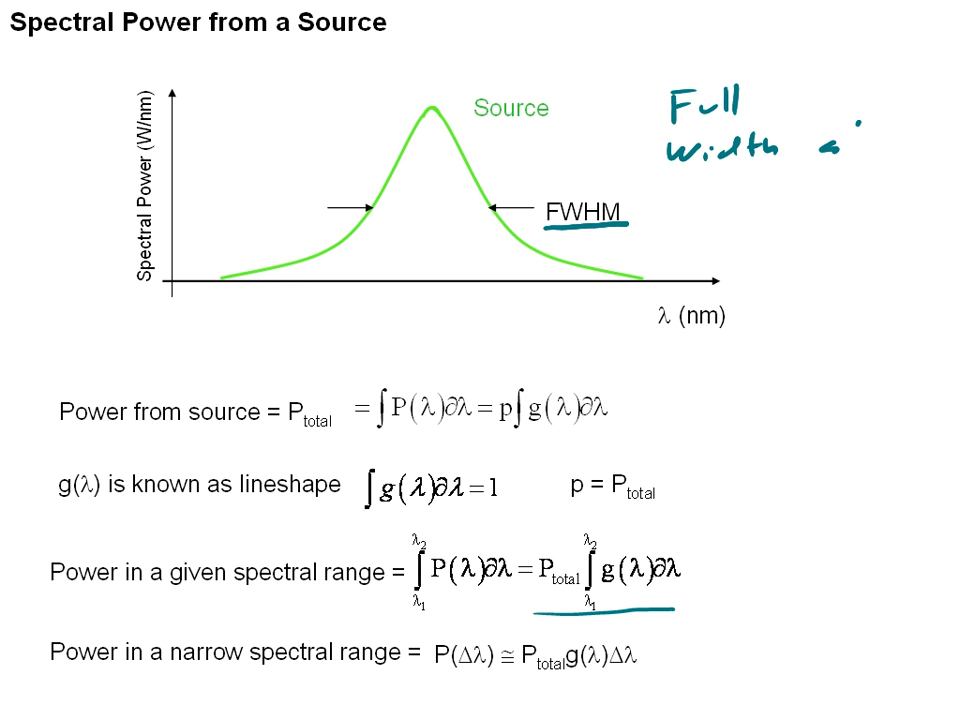 Spectral Power from a Source
Spectral Power (W/nm)
Source
Full
Width a
FWHM
λ (nm)
Power from source = P_total = ∫P(λ)∂λ = p∫g(λ)∂λ
g(λ) is known as lineshape ∫g(λ)∂λ = 1 p = P_total
Power in a given spectral range = ∫_λ₁^λ₂ P(λ)∂λ = P_total ∫_λ₁^λ₂ g(λ)∂λ
Power in a narrow spectral range = P(Δλ) ≅ P_total g(λ)Δλ